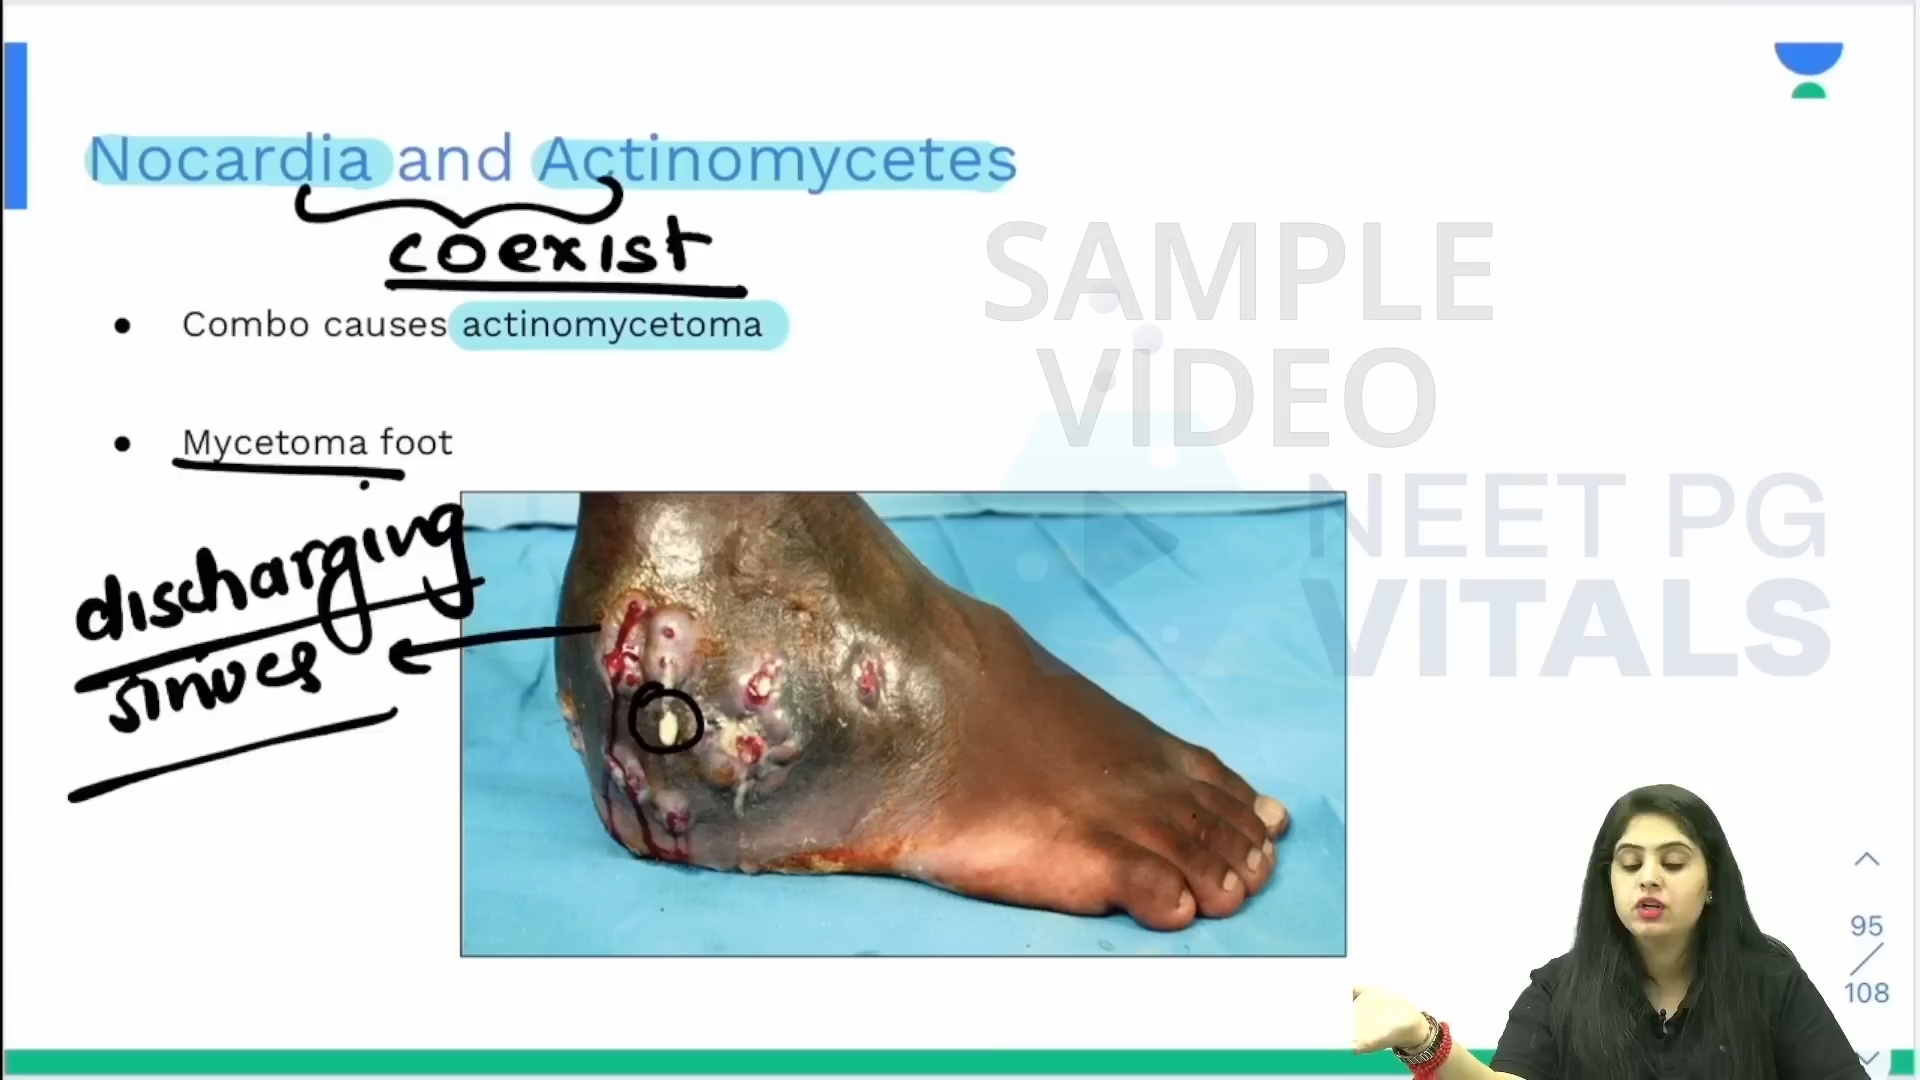 Nocardia and Actinomycetes
coexist
Combo causes actinomycetoma
Mycetoma foot
discharging
sinuses
SAMPLE
VIDEO
NEET PG
VITALS
95
108